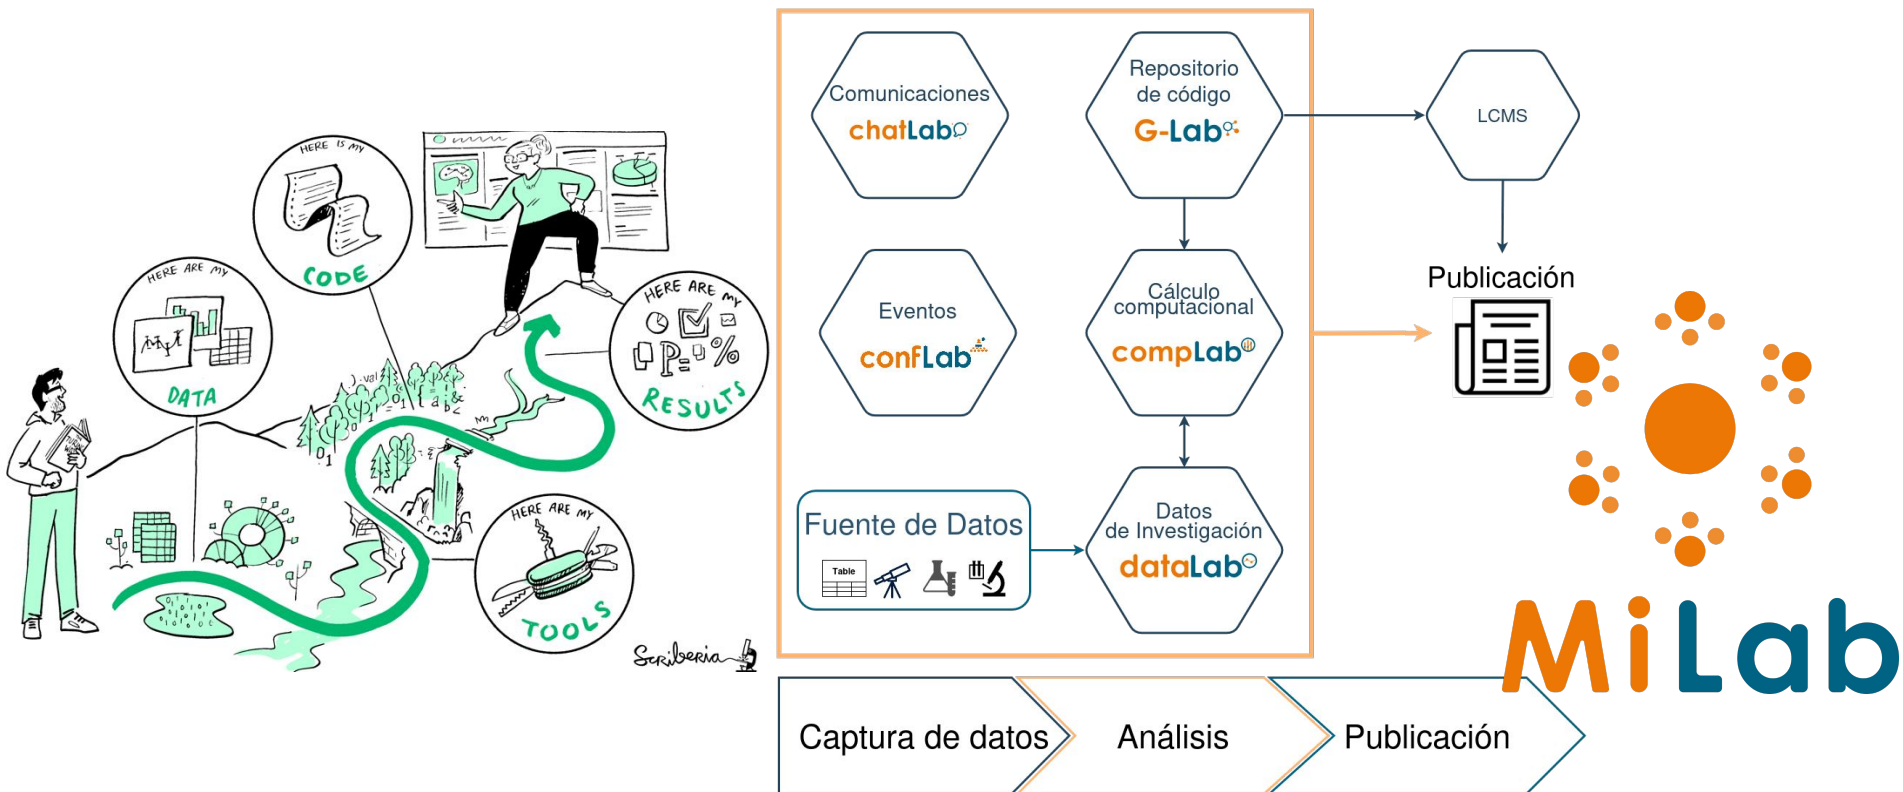 HERE IS MY
CODE
HERE ARE MY
DATA
HERE ARE MY
P= %
RESULTS
HERE ARE MY
TOOLS
Scriberia
Comunicaciones
chatLab
Repositorio
de código
G-Lab
LCMS
Eventos
confLab
Cálculo
computacional
compLab
Publicación
Fuente de Datos
Table
Datos
de Investigación
dataLab
MiLab
Captura de datos
Análisis
Publicación